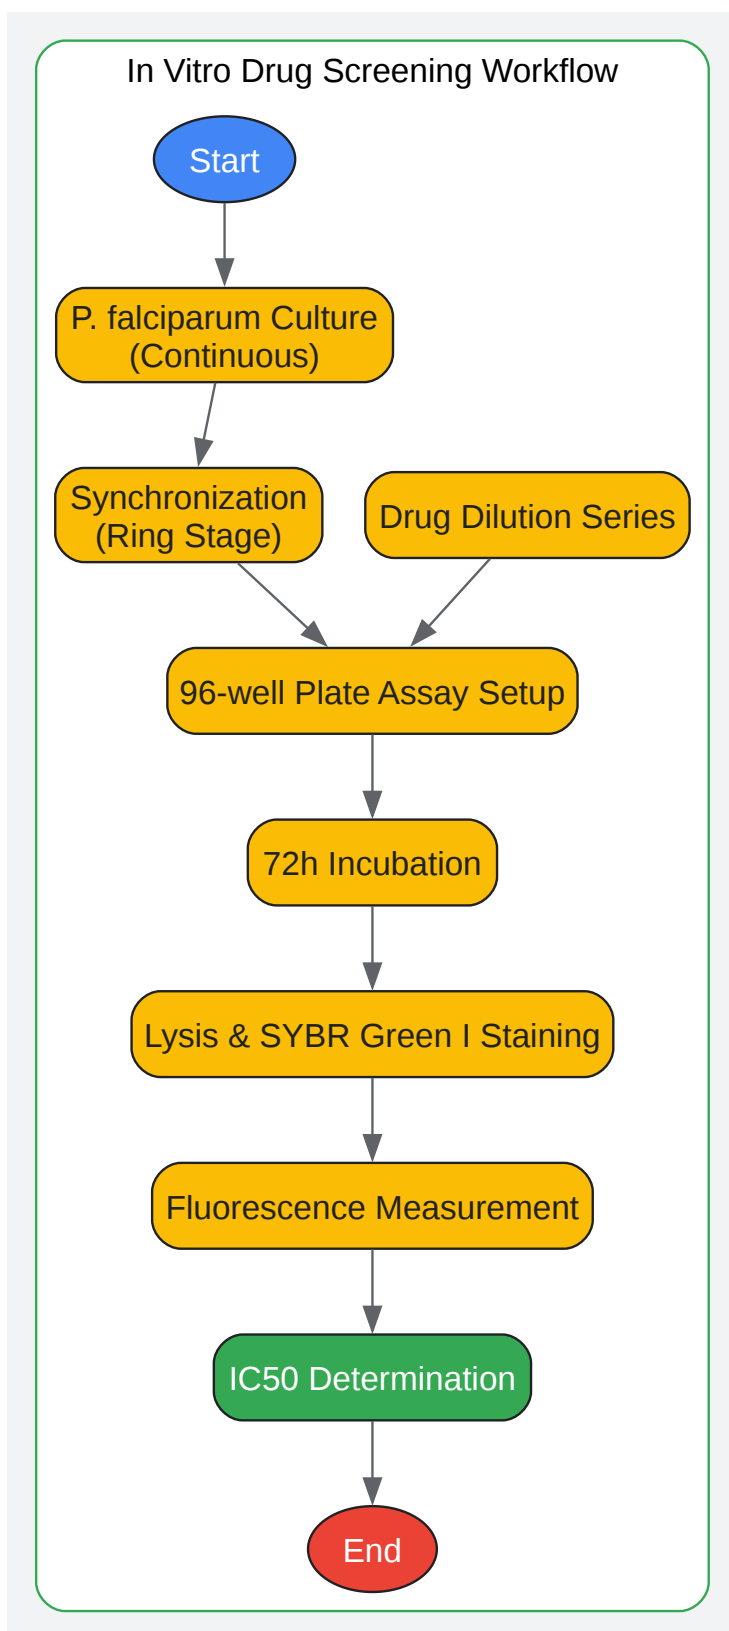 In Vitro Drug Screening Workflow
Start
P. falciparum Culture
(Continuous)
Synchronization
(Ring Stage)
Drug Dilution Series
96-well Plate Assay Setup
72h Incubation
Lysis & SYBR Green I Staining
Fluorescence Measurement
IC50 Determination
End